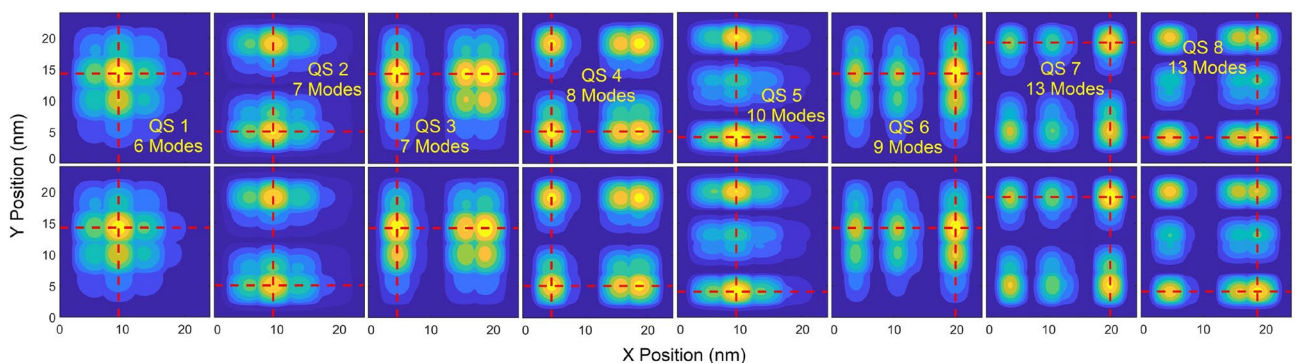 20
15
10
5
0
QS 1
6 Modes
QS 2
7 Modes
QS 3
7 Modes
QS 4
8 Modes
QS 5
10 Modes
QS 6
9 Modes
QS 7
13 Modes
QS 8
13 Modes
Y Position (nm)
20
15
10
5
0
0 10 20
0 10 20
0 10 20
0 10 20
0 10 20
0 10 20
0 10 20
0 10 20
X Position (nm)